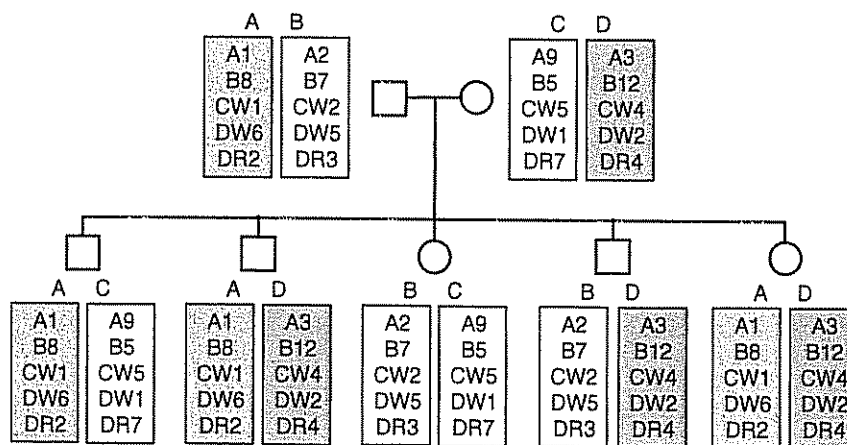 A B
A1
B8
CW1
DW6
DR2
A2
B7
CW2
DW5
DR3
C D
A9
B5
CW5
DW1
DR7
A3
B12
CW4
DW2
DR4
A C
A1
B8
CW1
DW6
DR2
A9
B5
CW5
DW1
DR7
A D
A1
B8
CW1
DW6
DR2
A3
B12
CW4
DW2
DR4
B C
A2
B7
CW2
DW5
DR3
A9
B5
CW5
DW1
DR7
B D
A2
B7
CW2
DW5
DR3
A3
B12
CW4
DW2
DR4
A D
A1
B8
CW1
DW6
DR2
A3
B12
CW4
DW2
DR4